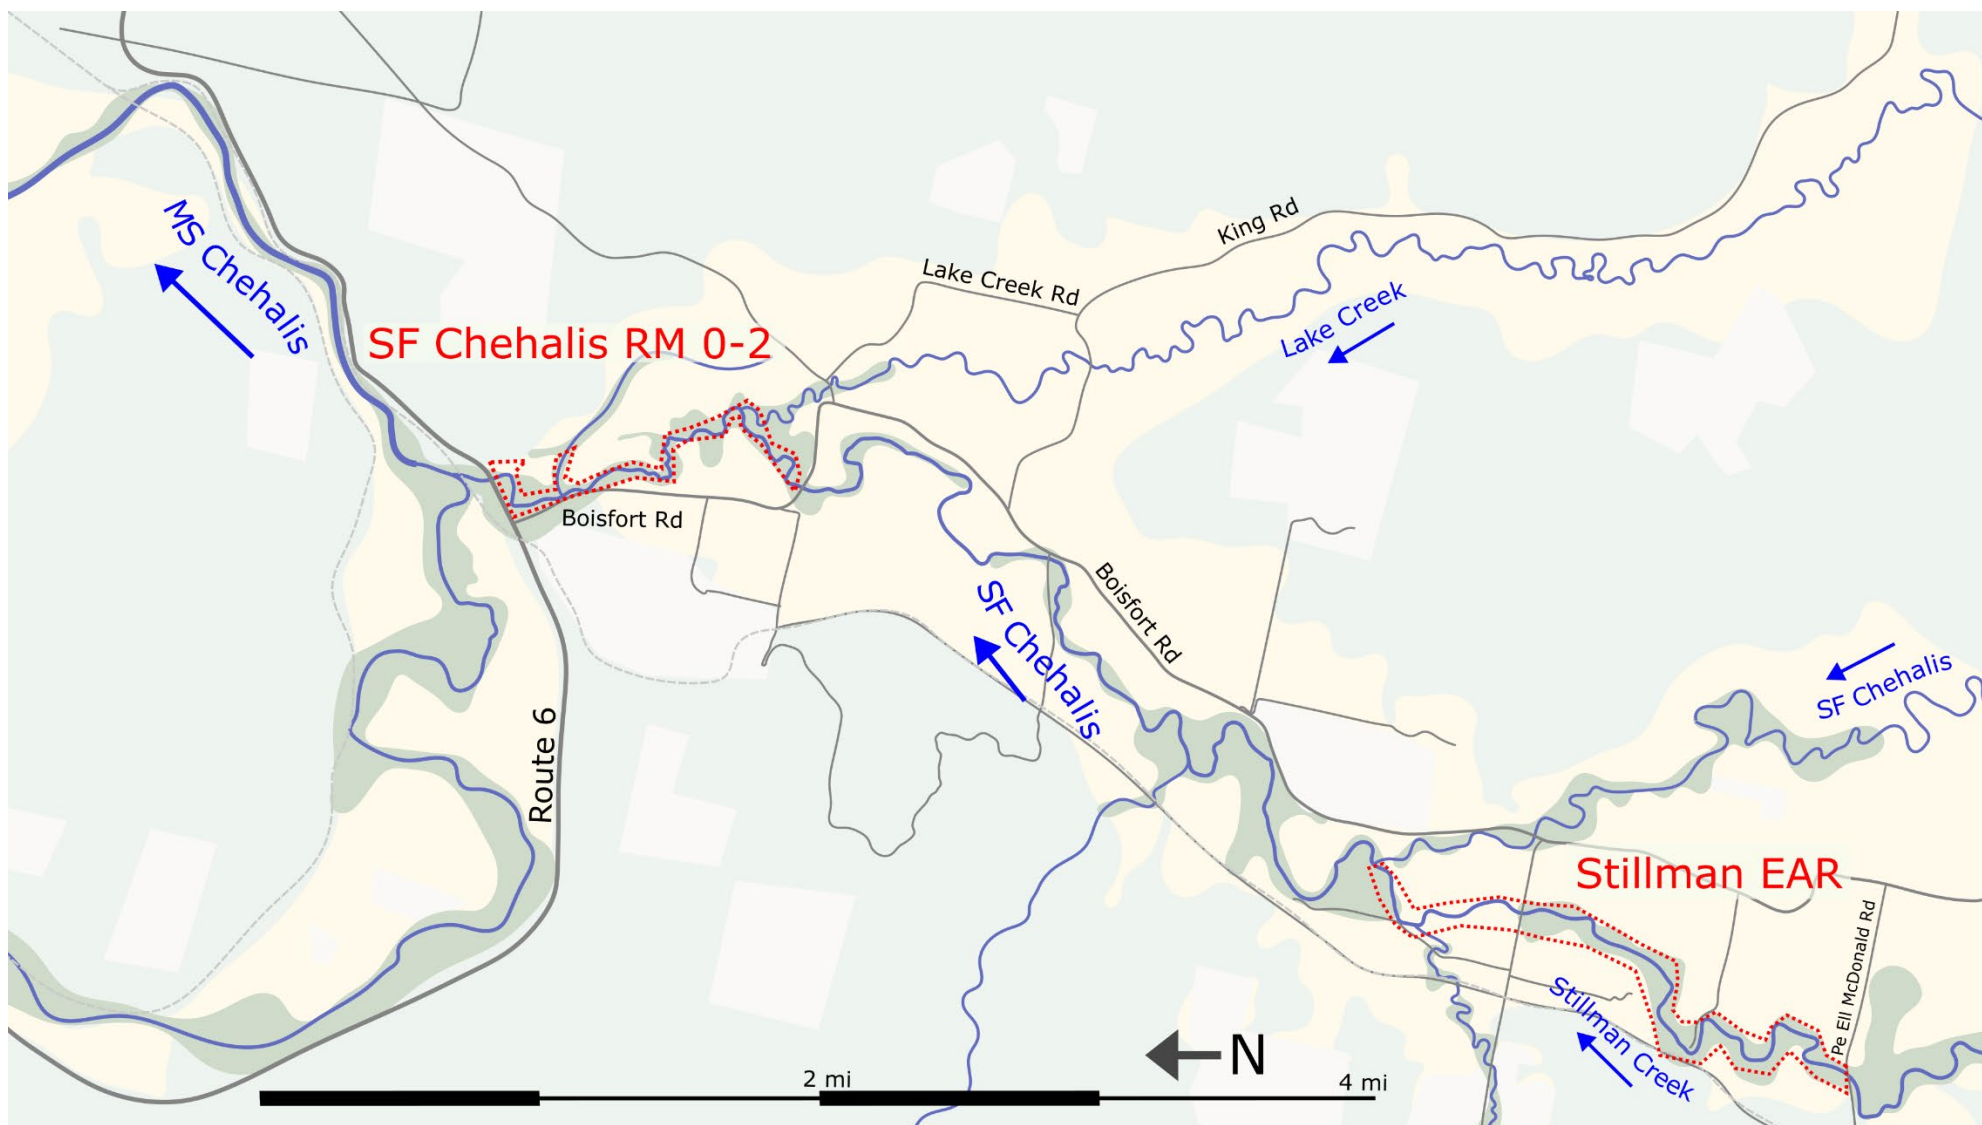 King Rd
Lake Creek Rd
MS Chehalis
SF Chehalis RM 0-2
Lake Creek
Boisfort Rd
Boisfort Rd
SF Chehalis
SF Chehalis
Route 6
Stillman EAR
Pe Ell McDonald Rd
Stillman Creek
N
2 mi
4 mi